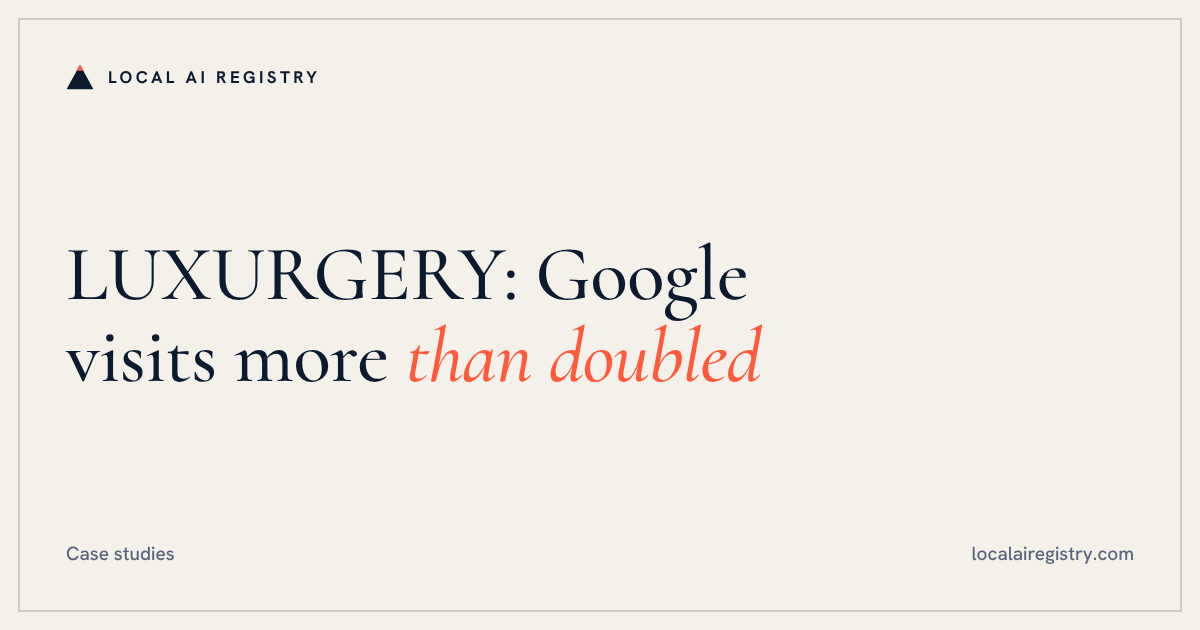 LOCAL AI REGISTRY
LUXURGERY: Google
visits more than doubled
Case studies
localairegistry.com